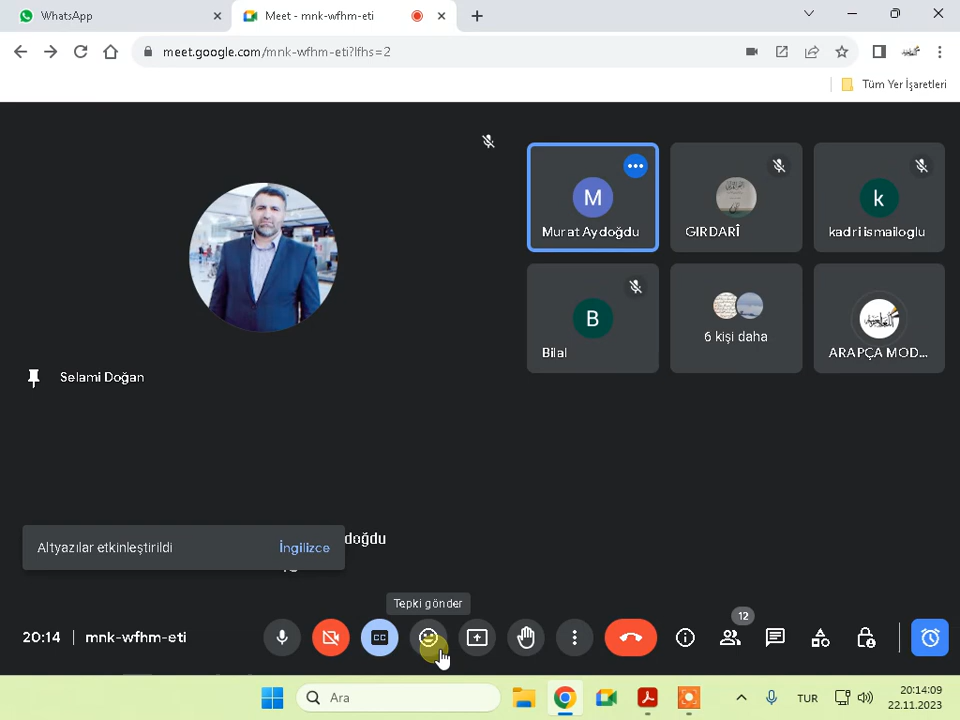 WhatsApp
Meet - mnk-wfhm-eti
meet.google.com/mnk-wfhm-eti?lfhs=2
Tüm Yer İşaretleri
M
Murat Aydoğdu
GIRDARÎ
k
kadri ismailoglu
B
Bilal
6 kişi daha
ARAPÇA MOD...
Selami Doğan
doğdu
Altyazılar etkinleştirildi
İngilizce
Tepki gönder
12
20:14
mnk-wfhm-eti
CC
Ara
TUR
20:14:09
22.11.2023